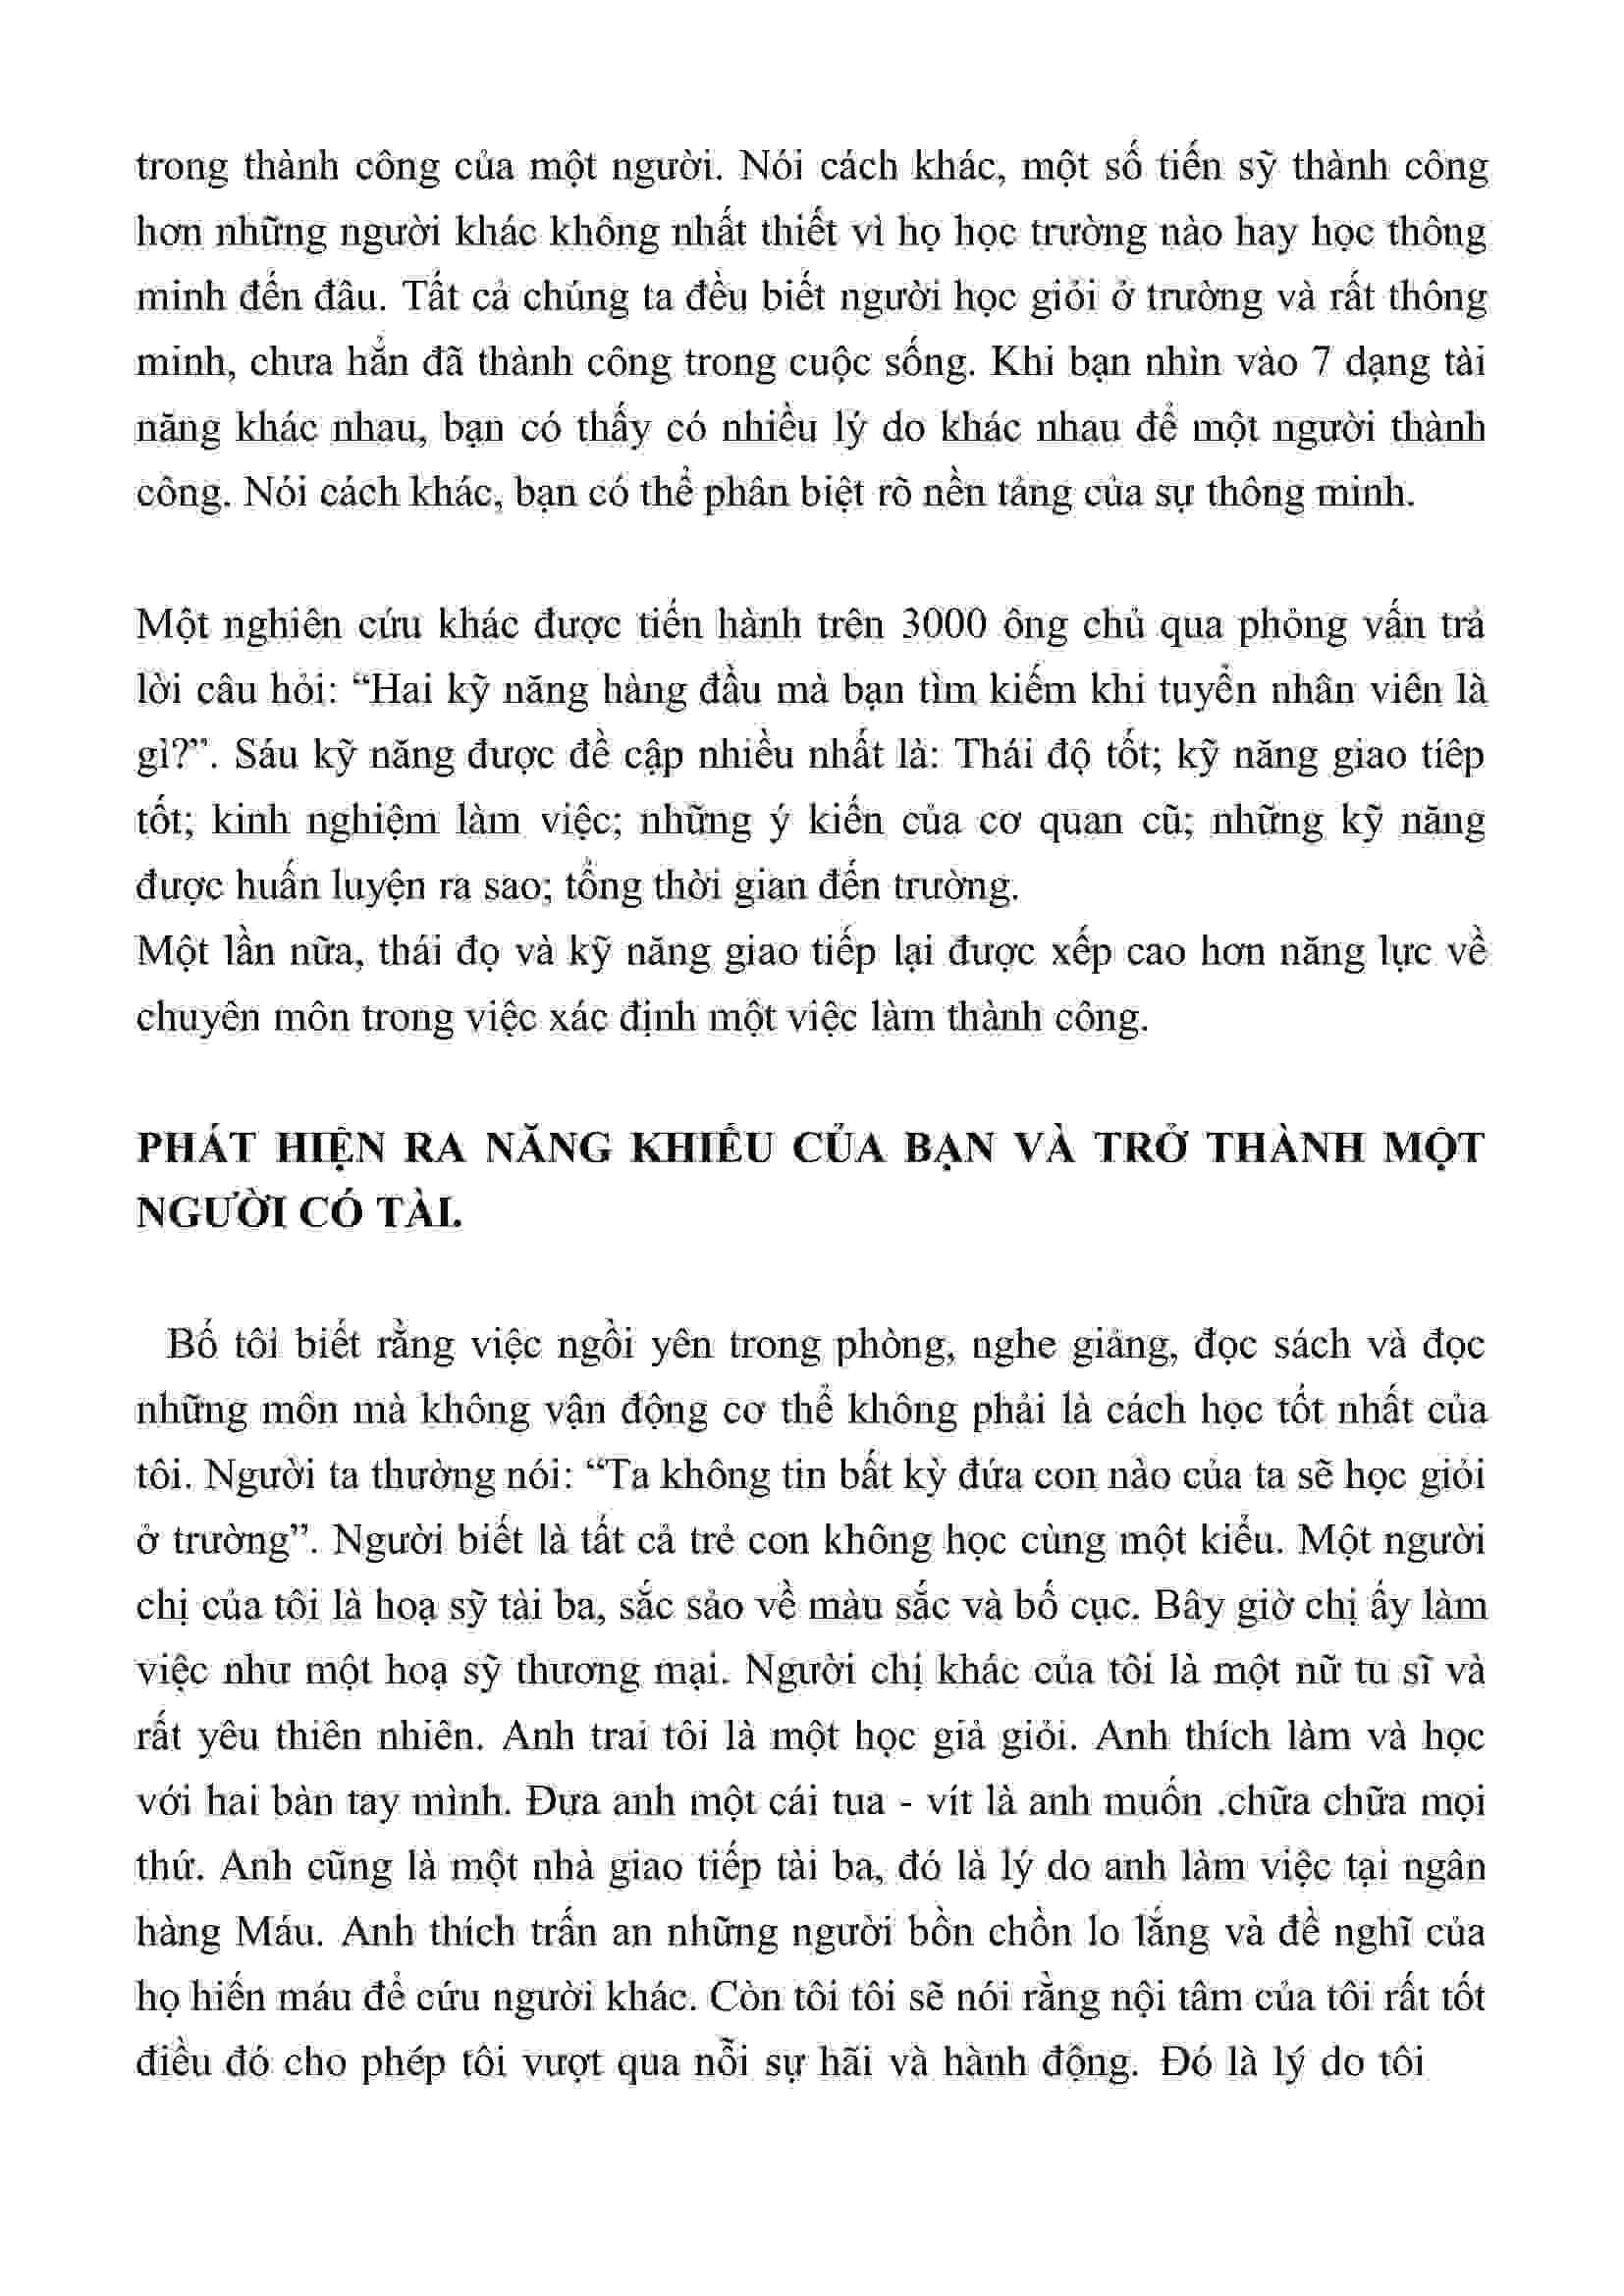 trong thành công của một người. Nói cách khác, một số tiến sỹ thành công
hơn những người khác không nhất thiết vì họ học trường nào hay học thông
minh đến đâu. Tất cả chúng ta đều biết người học giỏi ở trường và rất thông
minh, chưa hẳn đã thành công trong cuộc sống. Khi bạn nhìn vào 7 dạng tài
năng khác nhau, bạn có thấy có nhiều lý do khác nhau để một người thành
công. Nói cách khác, bạn có thể phân biệt rõ nền tảng của sự thông minh.
Một nghiên cứu khác được tiến hành trên 3000 ông chủ qua phỏng vấn trả
lời câu hỏi: “Hai kỹ năng hàng đầu mà bạn tìm kiếm khi tuyển nhân viên là
gì?”. Sáu kỹ năng được đề cập nhiều nhất là: Thái độ tốt; kỹ năng giao tiêp
tốt; kinh nghiệm làm việc; những ý kiến của cơ quan cũ; những kỹ năng
được huấn luyện ra sao; tổng thời gian đến trường.
Một lần nữa, thái đọ và kỹ năng giao tiếp lại được xếp cao hơn năng lực về
chuyên môn trong việc xác định một việc làm thành công.
PHÁT HIỆN RA NĂNG KHIẾU CỦA BẠN VÀ TRỞ THÀNH MỘT
NGƯỜI CÓ TÀI.
Bố tôi biết rằng việc ngồi yên trong phòng, nghe giảng, đọc sách và đọc
những môn mà không vận động cơ thể không phải là cách học tốt nhất của
tôi. Người ta thường nói: “Ta không tin bất kỳ đứa con nào của ta sẽ học giỏi
ở trường”. Người biết là tất cả trẻ con không học cùng một kiểu. Một người
chị của tôi là hoạ sỹ tài ba, sắc sảo về màu sắc và bố cục. Bây giờ chị ấy làm
việc như một hoạ sỹ thương mại. Người chị khác của tôi là một nữ tu sĩ và
rất yêu thiên nhiên. Anh trai tôi là một học giả giỏi. Anh thích làm và học
với hai bàn tay mình. Đưa anh một cái tua - vít là anh muốn .chữa chữa mọi
thứ. Anh cũng là một nhà giao tiếp tài ba, đó là lý do anh làm việc tại ngân
hàng Máu. Anh thích trấn an những người bồn chồn lo lắng và đề nghĩ của
họ hiến máu để cứu người khác. Còn tôi tôi sẽ nói rằng nội tâm của tôi rất tốt
điều đó cho phép tôi vượt qua nỗi sự hãi và hành động. Đó là lý do tôi